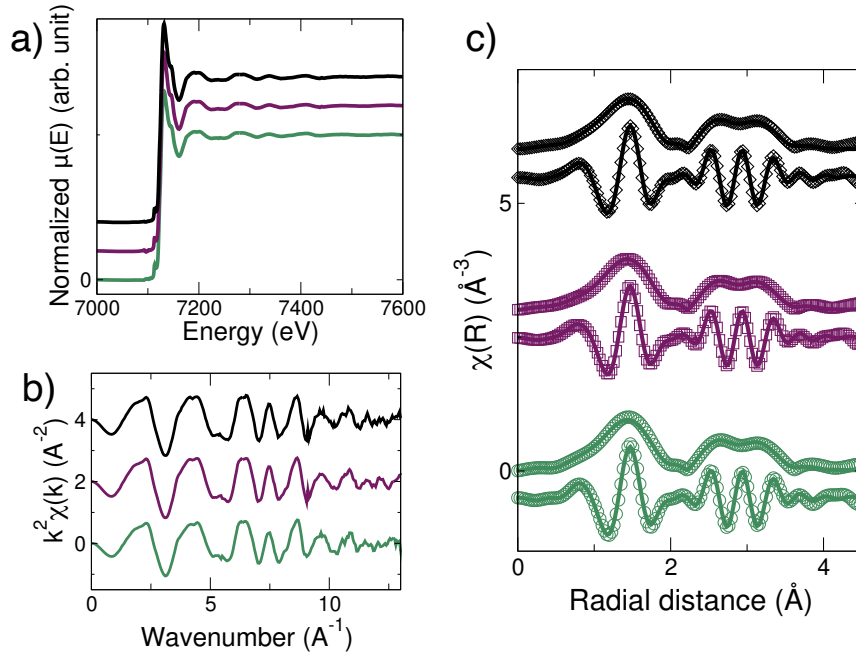 a)
Normalized μ(E) (arb. unit)
0
7000 7200 7400 7600
Energy (eV)
b)
k²χ(k) (A⁻²)
4
2
0
0 5 10
Wavenumber (A⁻¹)
c)
χ(R) (Å⁻³)
5
0
0 2 4
Radial distance (Å)